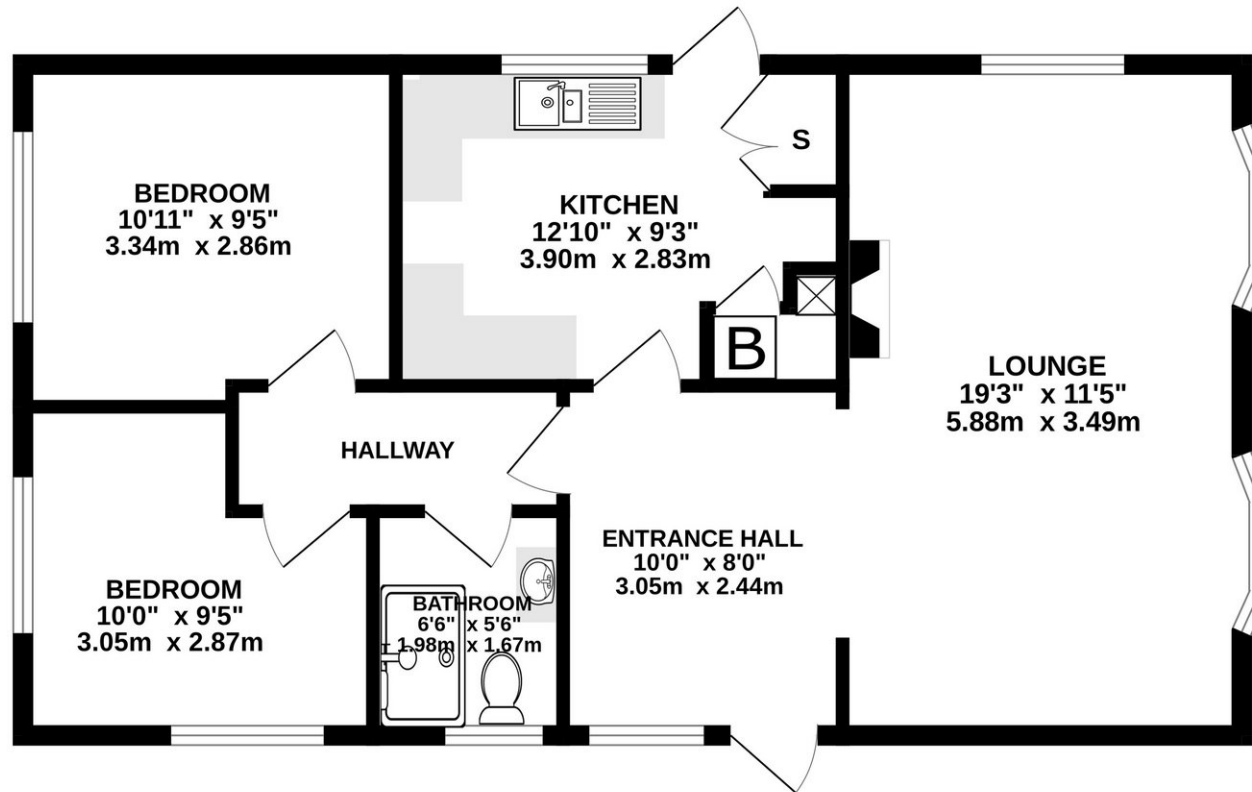 BEDROOM
10'11" x 9'5"
3.34m x 2.86m
KITCHEN
12'10" x 9'3"
3.90m x 2.83m
S
B
LOUNGE
19'3" x 11'5"
5.88m x 3.49m
HALLWAY
ENTRANCE HALL
10'0" x 8'0"
3.05m x 2.44m
BEDROOM
10'0" x 9'5"
3.05m x 2.87m
BATHROOM
6'6" x 5'6"
1.98m x 1.67m